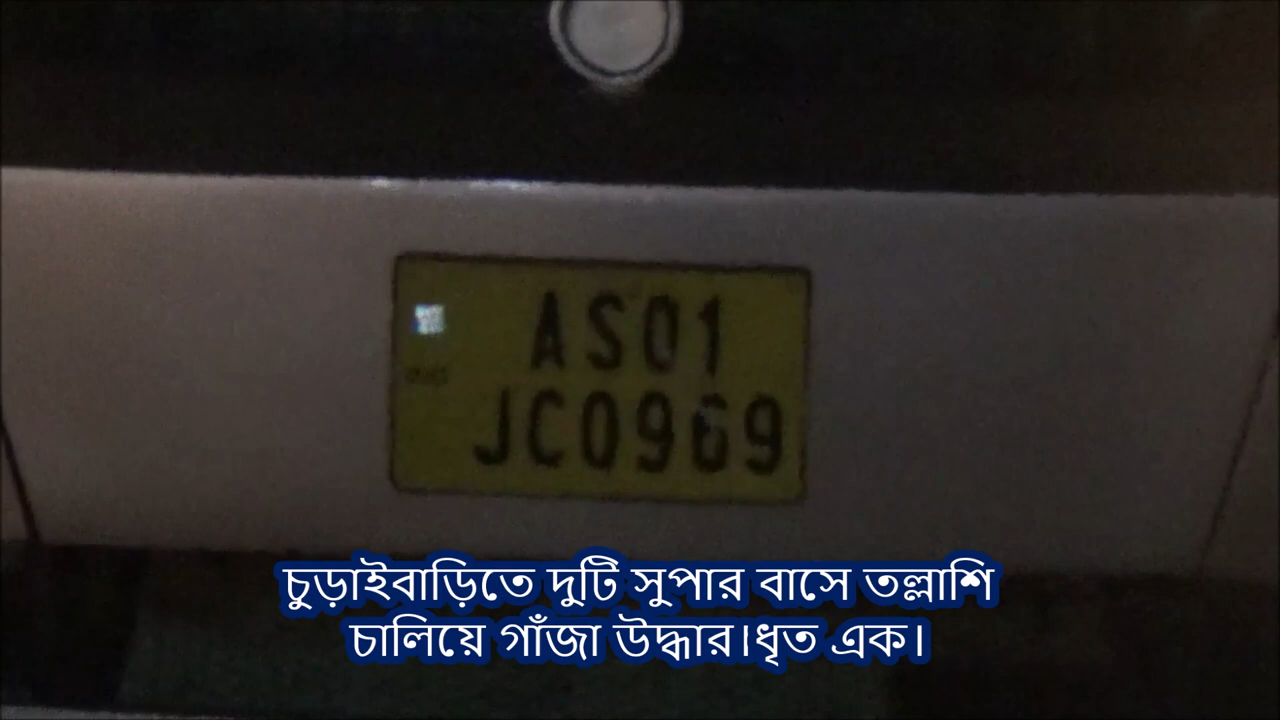 AS01
JC0969
চুড়াইবাড়িতে দুটি সুপার বাসে তল্লাশি
চালিয়ে গাঁজা উদ্ধার।ধৃত এক।